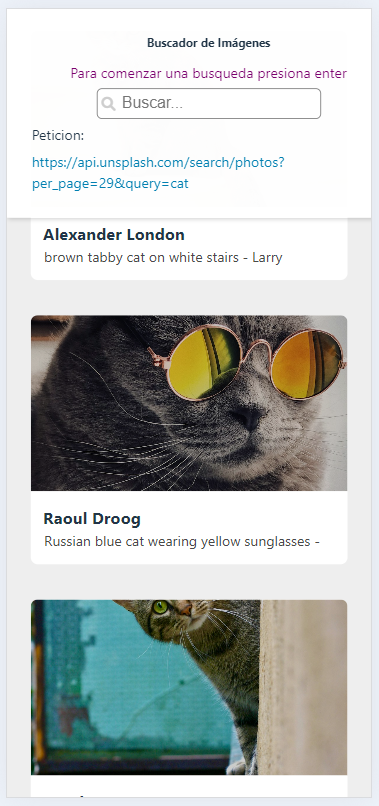 Buscador de Imágenes
Para comenzar una busqueda presiona enter
Buscar...
Peticion:
https://api.unsplash.com/search/photos?
per_page=29&query=cat
Alexander London
brown tabby cat on white stairs - Larry
Raoul Droog
Russian blue cat wearing yellow sunglasses -